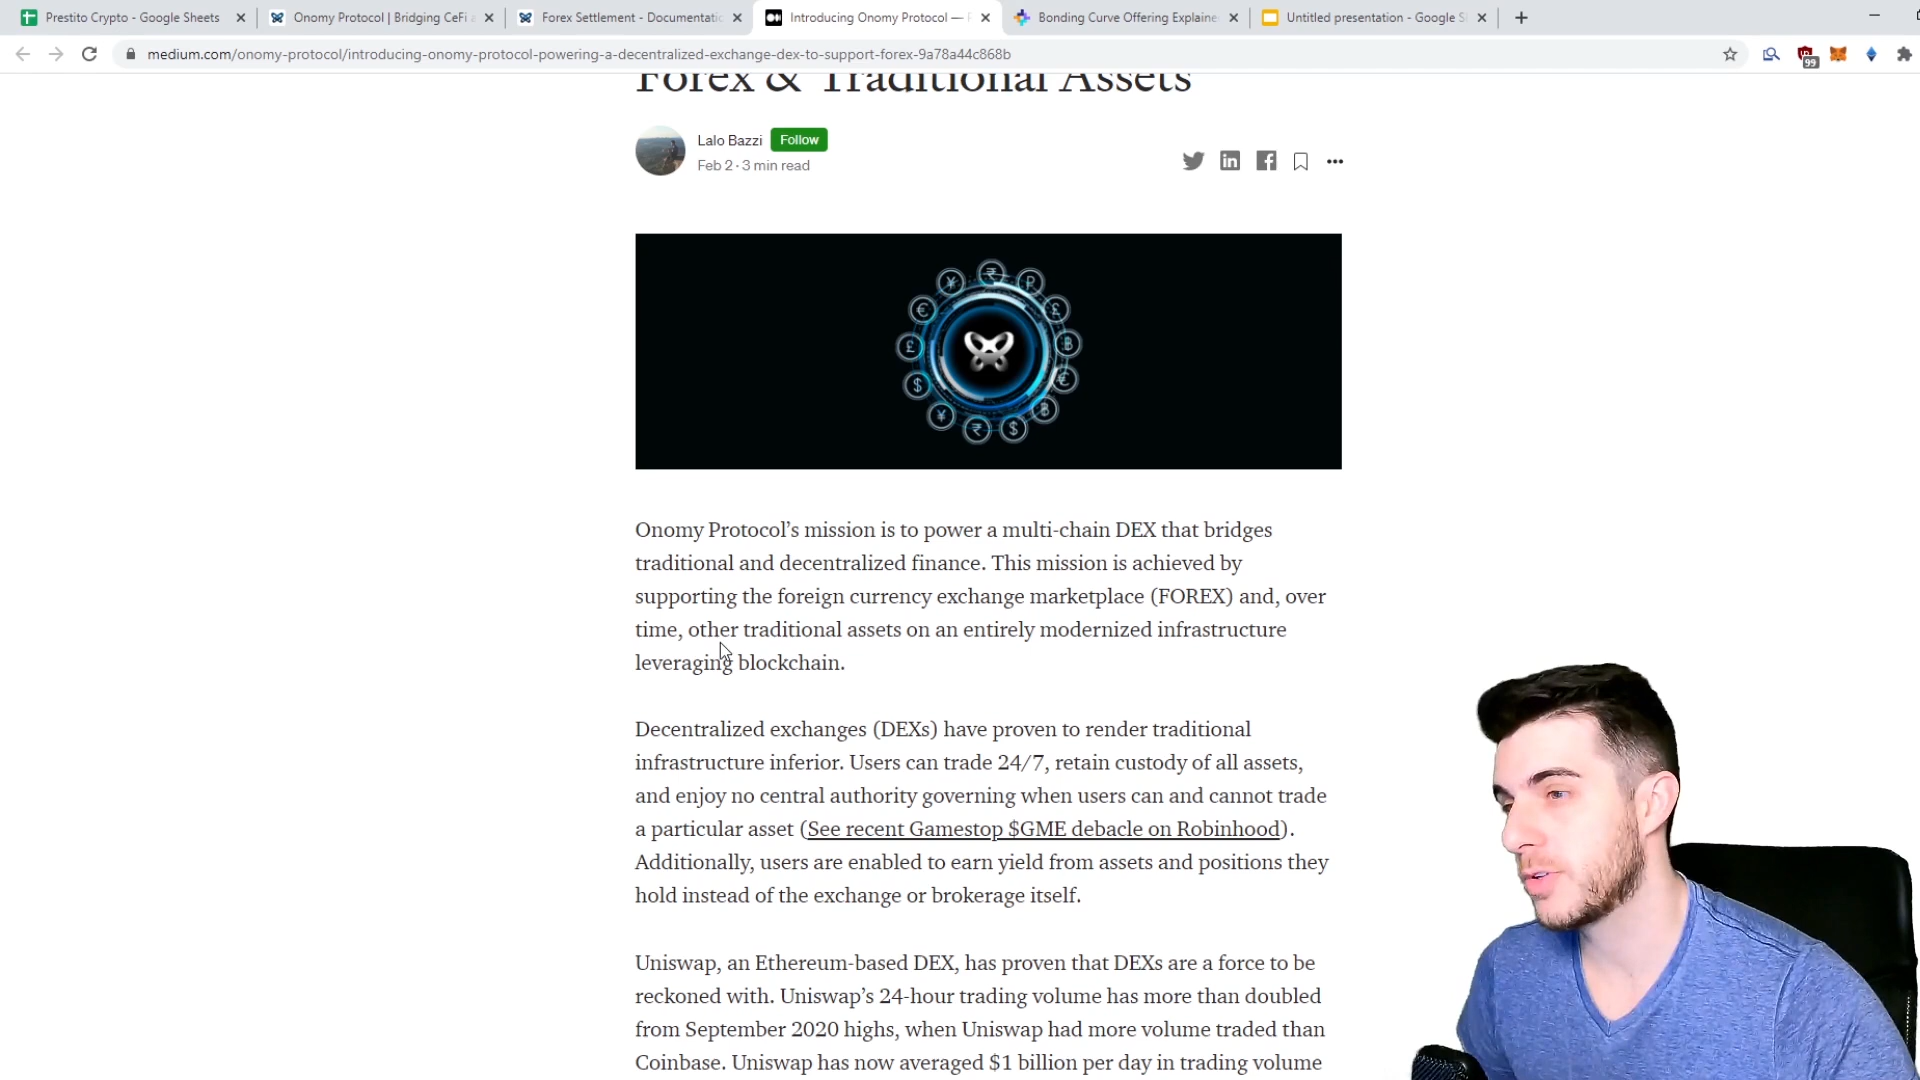 Prestito Crypto - Google Sheets
Onomy Protocol | Bridging CeFi
Forex Settlement - Documentatio
Introducing Onomy Protocol —
Bonding Curve Offering Explaine
Untitled presentation - Google Sl
medium.com/onomy-protocol/introducing-onomy-protocol-powering-a-decentralized-exchange-dex-to-support-forex-9a78a44c868b
99
Forex & Traditional Assets
Lalo Bazzi
Follow
Feb 2 · 3 min read
Onomy Protocol’s mission is to power a multi-chain DEX that bridges
traditional and decentralized finance. This mission is achieved by
supporting the foreign currency exchange marketplace (FOREX) and, over
time, other traditional assets on an entirely modernized infrastructure
leveraging blockchain.
Decentralized exchanges (DEXs) have proven to render traditional
infrastructure inferior. Users can trade 24/7, retain custody of all assets,
and enjoy no central authority governing when users can and cannot trade
a particular asset (See recent Gamestop $GME debacle on Robinhood).
Additionally, users are enabled to earn yield from assets and positions they
hold instead of the exchange or brokerage itself.
Uniswap, an Ethereum-based DEX, has proven that DEXs are a force to be
reckoned with. Uniswap’s 24-hour trading volume has more than doubled
from September 2020 highs, when Uniswap had more volume traded than
Coinbase. Uniswap has now averaged $1 billion per day in trading volume